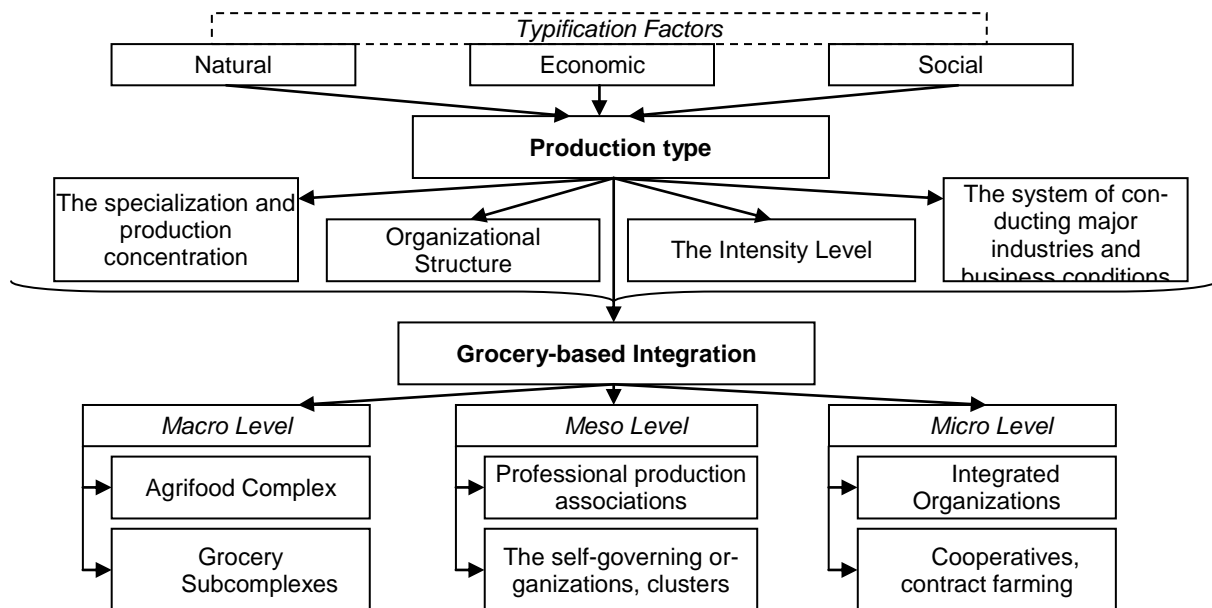 Typification Factors
Natural
Economic
Social
Production type
The specialization and
production
concentration
Organizational
Structure
The Intensity Level
The system of con-
ducting major
industries and
business conditions
Grocery-based Integration
Macro Level
Meso Level
Micro Level
Agrifood Complex
Professional production
associations
Integrated
Organizations
Grocery
Subcomplexes
The self-governing or-
ganizations, clusters
Cooperatives,
contract farming